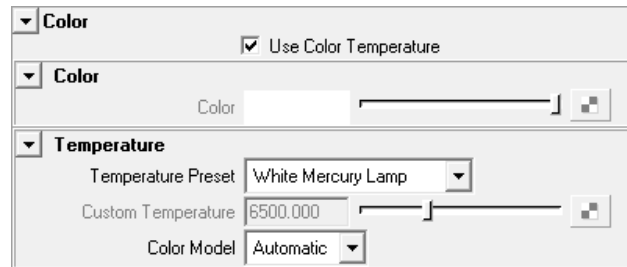 Color
Use Color Temperature
Color
Color
Temperature
Temperature Preset White Mercury Lamp
Custom Temperature 6500.000
Color Model Automatic